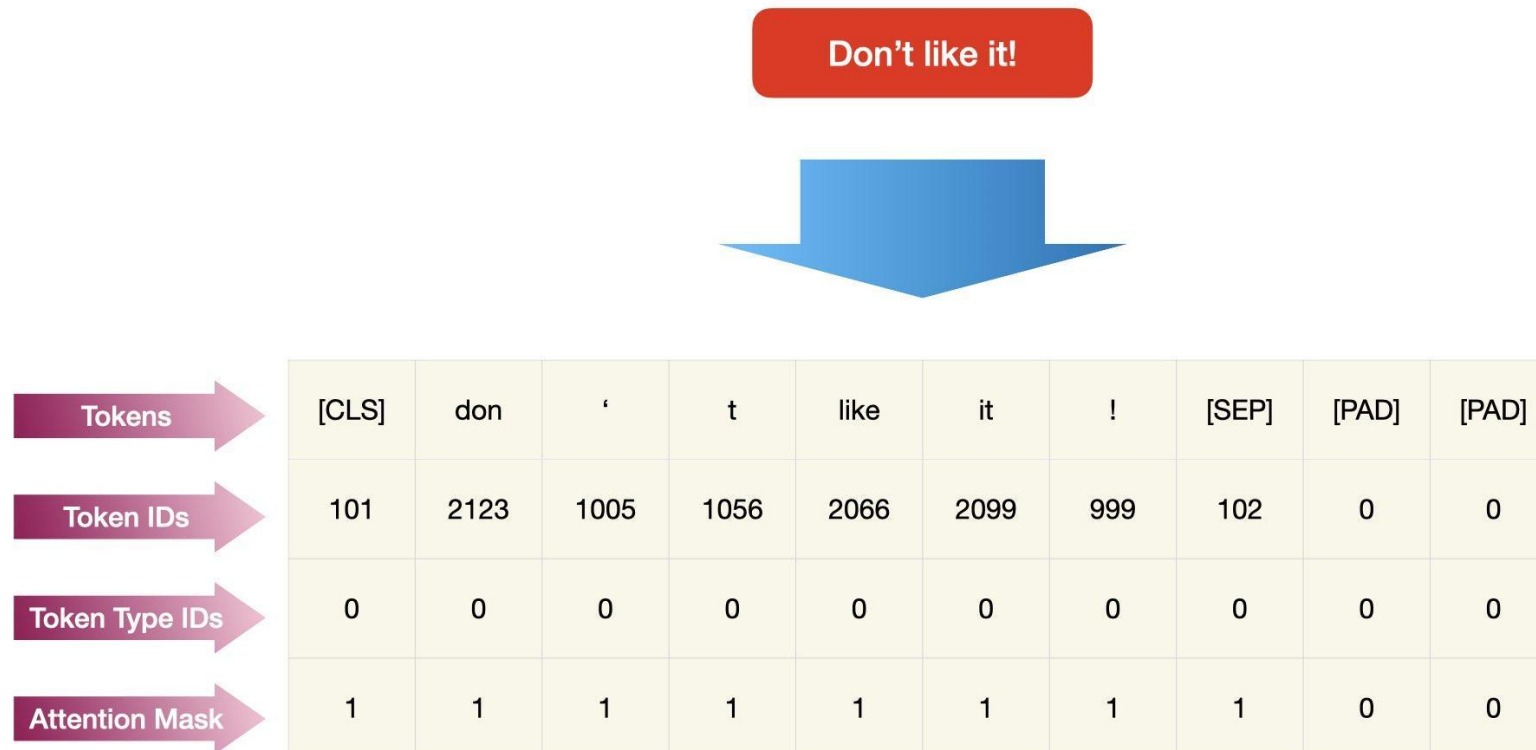 Don’t like it!
Tokens [CLS] don ‘ t like it ! [SEP] [PAD] [PAD]
Token IDs 101 2123 1005 1056 2066 2099 999 102 0 0
Token Type IDs 0 0 0 0 0 0 0 0 0 0
Attention Mask 1 1 1 1 1 1 1 1 0 0